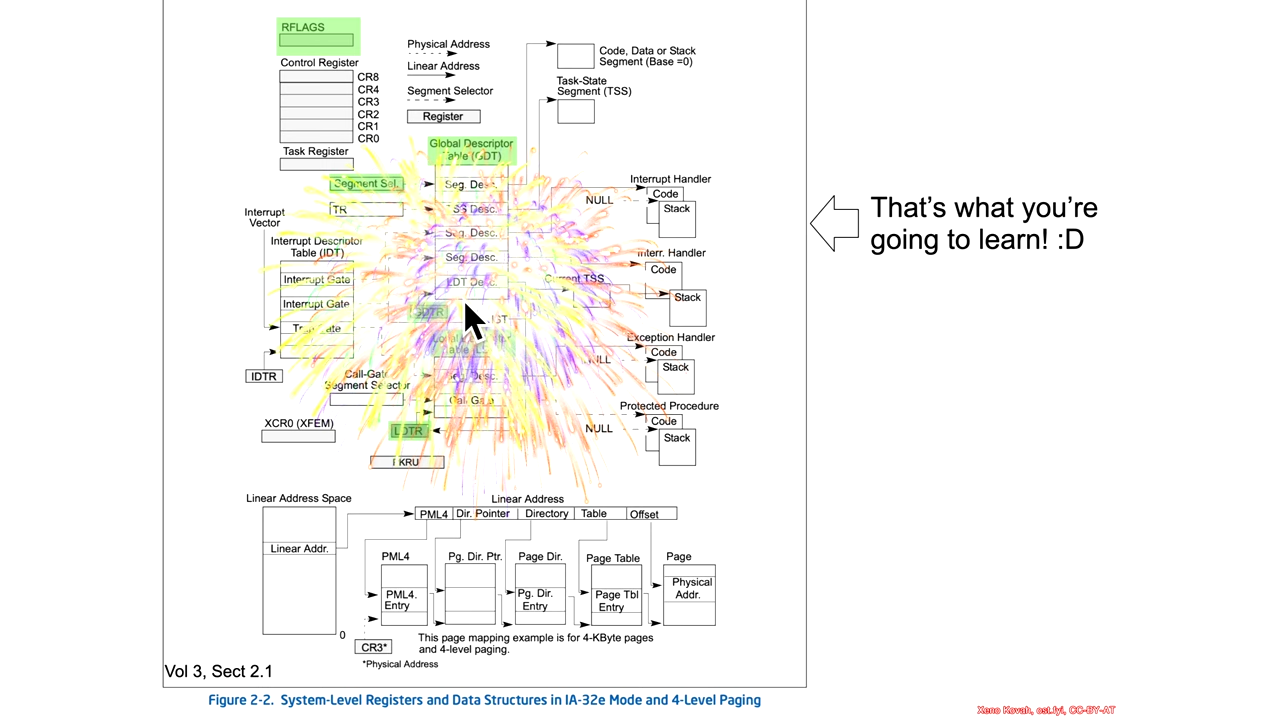 RFLAGS
Control Register
CR8
CR4
CR3
CR2
CR1
CR0
Task Register
Physical Address
Linear Address
Segment Selector
Register
Code, Data or Stack
Segment (Base =0)
Task-State
Segment (TSS)
Global Descriptor
Table (GDT)
Segment Sel.
Seg. Desc.
TR
TSS Desc.
Seg. Desc.
Seg. Desc.
LDT Desc.
GDTR
IST
Interrupt
Vector
Interrupt Descriptor
Table (IDT)
Interrupt Gate
Interrupt Gate
Trap Gate
IDTR
Call-Gate
Segment Selector
Seg. Desc.
Call Gate
XCR0 (XFEM)
LDTR
PKRU
Interrupt Handler
NULL
Code
Stack
Interr. Handler
Code
Current TSS
Stack
Exception Handler
NULL
Code
Stack
Protected Procedure
NULL
Code
Stack
That's what you're
going to learn! :D
Linear Address Space
Linear Addr.
0
Linear Address
PML4
Dir. Pointer
Directory
Table
Offset
PML4
Pg. Dir. Ptr.
Page Dir.
Page Table
Page
PML4.
Entry
Pg. Dir.
Entry
Page Tbl
Entry
Physical
Addr.
CR3*
This page mapping example is for 4-KByte pages
and 4-level paging.
*Physical Address
Vol 3, Sect 2.1
Figure 2-2. System-Level Registers and Data Structures in IA-32e Mode and 4-Level Paging
Xeno Kovah, ost.fyi, CC-BY-AT